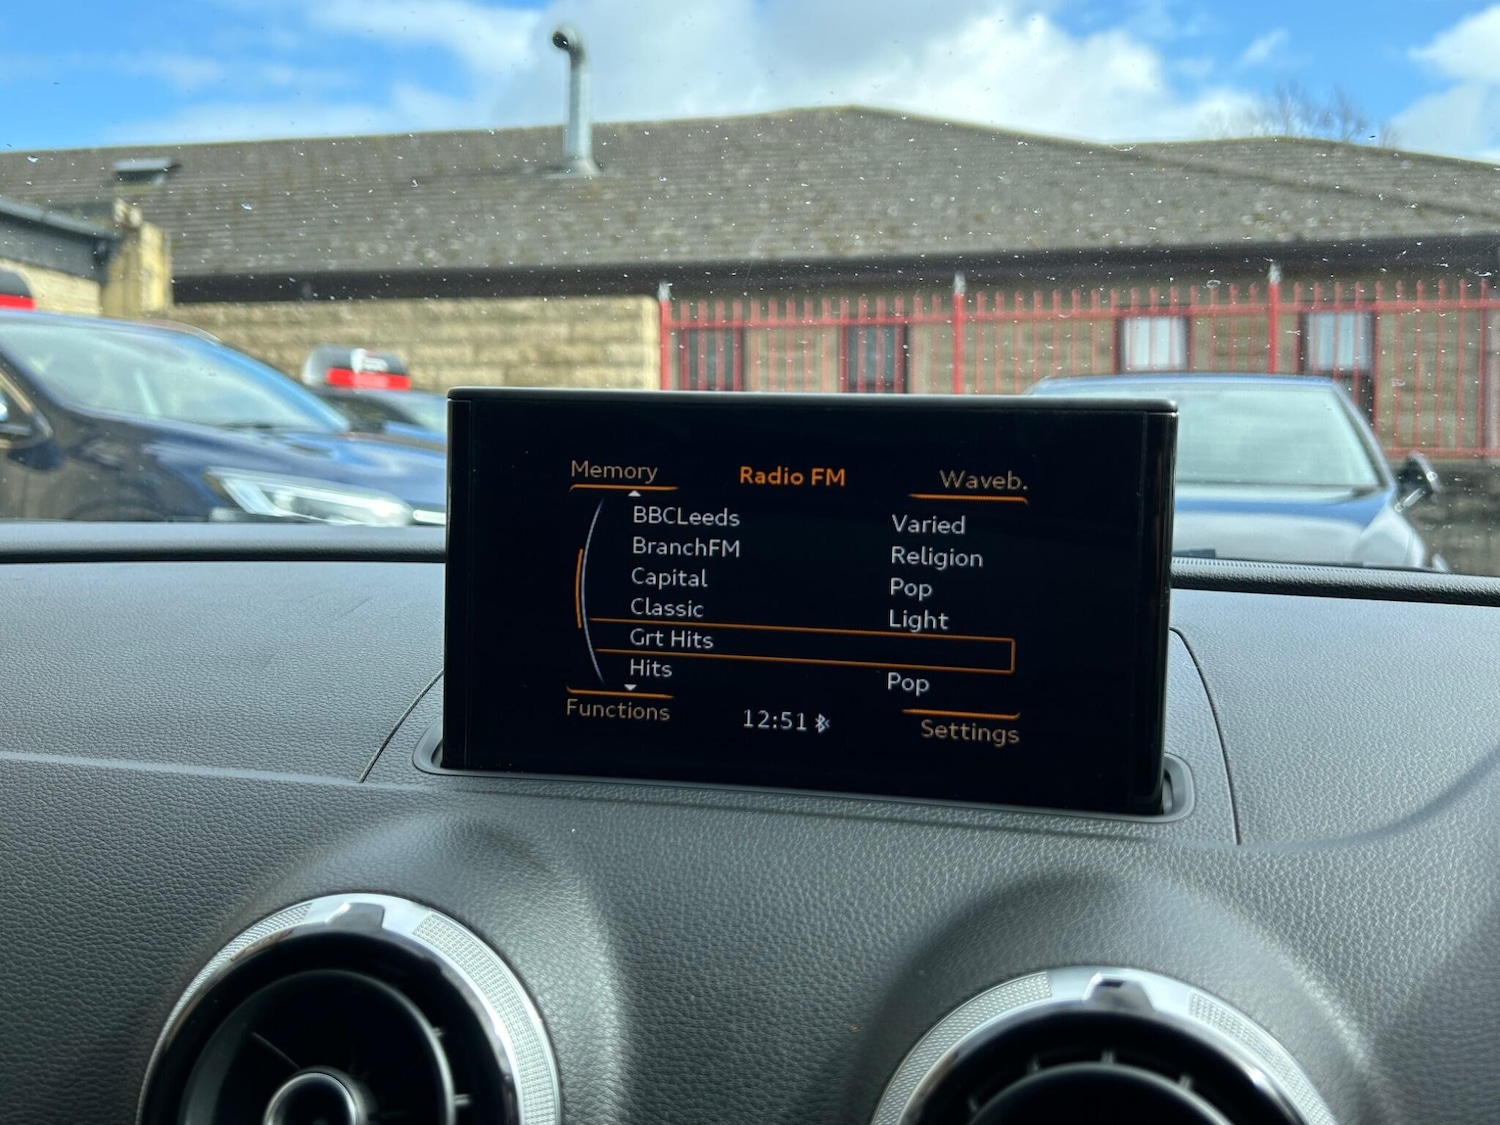 Memory Radio FM Waveb.
BBCLeeds Varied
BranchFM Religion
Capital Pop
Classic Light
Grt Hits
Hits Pop
Functions 12:51 Settings